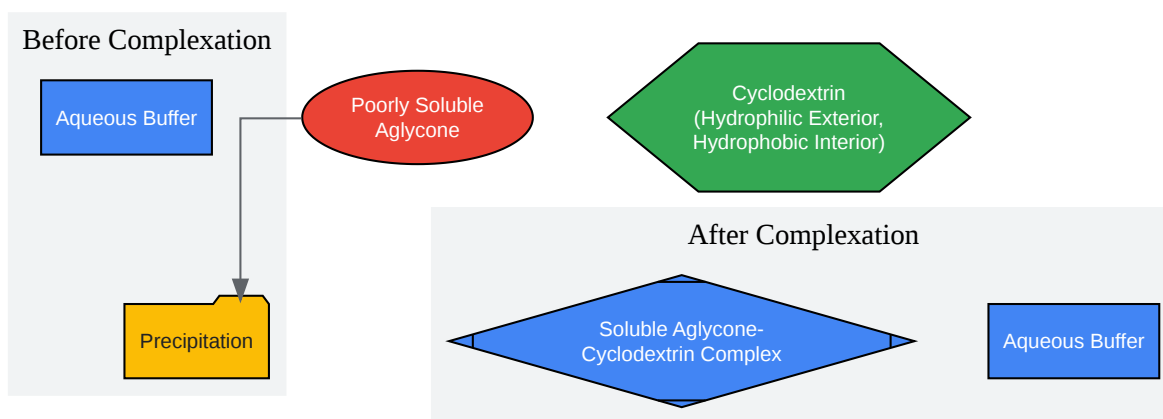 Before Complexation
Aqueous Buffer
Poorly Soluble
Aglycone
Cyclodextrin
(Hydrophilic Exterior,
Hydrophobic Interior)
Precipitation
After Complexation
Soluble Aglycone-
Cyclodextrin Complex
Aqueous Buffer